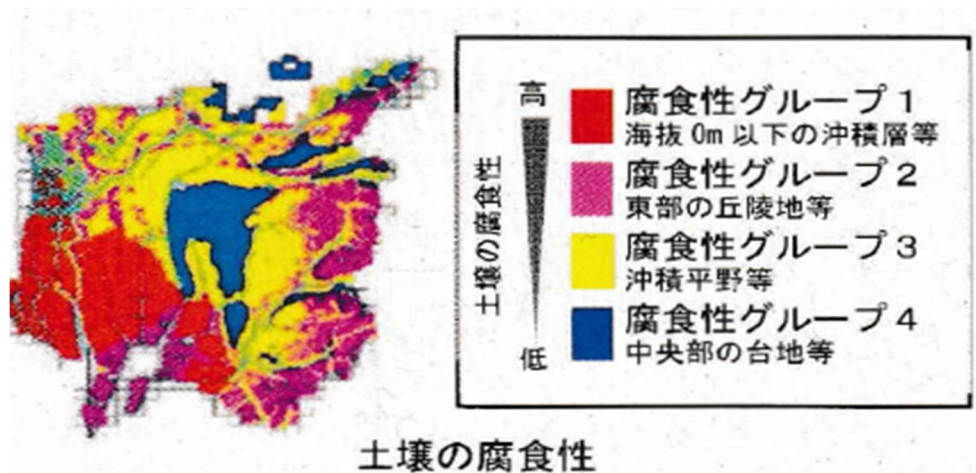 高
土壌の腐食性
低
腐食性グループ1
海抜0m以下の沖積層等
腐食性グループ2
東部の丘陵地等
腐食性グループ3
沖積平野等
腐食性グループ4
中央部の台地等
土壌の腐食性